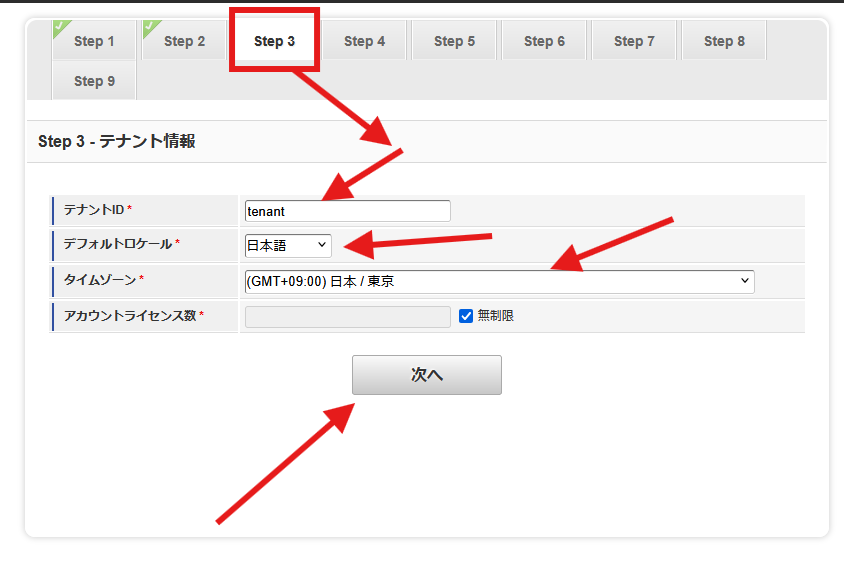 Step 1 Step 2 Step 3 Step 4 Step 5 Step 6 Step 7 Step 8
Step 9
Step 3 - テナント情報
テナントID * tenant
デフォルトロケール * 日本語
タイムゾーン * (GMT+09:00) 日本 / 東京
アカウントライセンス数 * 無制限
次へ